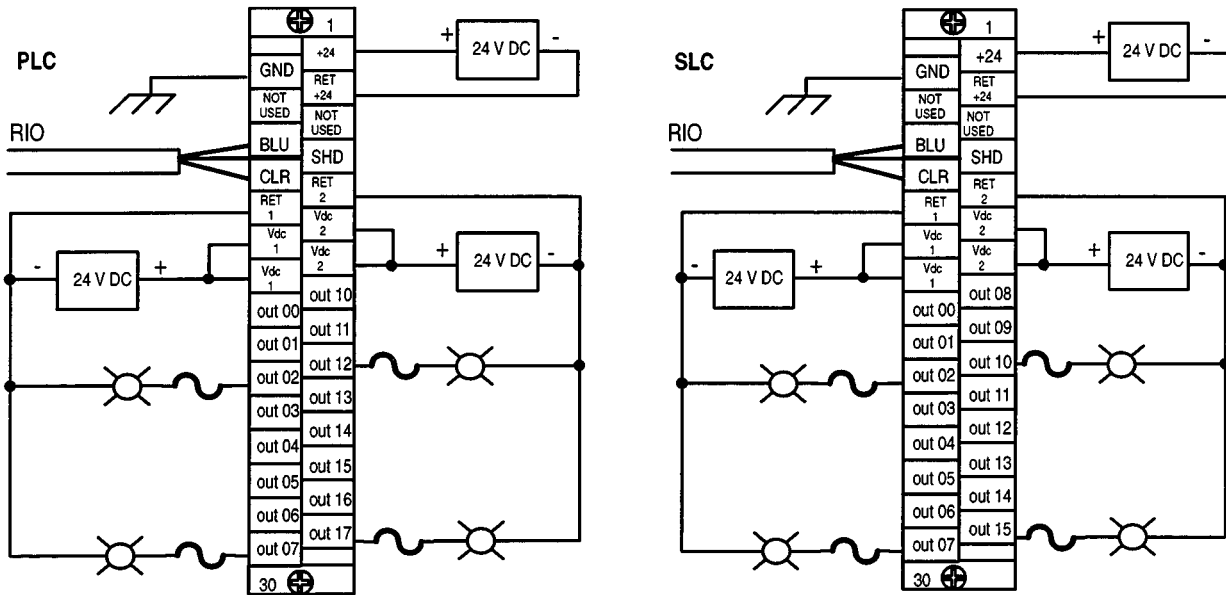 PLC
1
+24
GND
RET
+24
NOT
USED
NOT
USED
RIO
BLU
SHD
CLR
RET
2
RET
1
Vdc
2
Vdc
1
Vdc
2
Vdc
1
+ 24 V DC -
- 24 V DC +
+ 24 V DC -
out 10
out 00
out 11
out 01
out 12
out 02
out 13
out 03
out 14
out 04
out 15
out 05
out 16
out 06
out 17
out 07
30
SLC
1
+24
GND
RET
+24
NOT
USED
NOT
USED
RIO
BLU
SHD
CLR
RET
2
RET
1
Vdc
2
Vdc
1
Vdc
2
Vdc
1
+ 24 V DC -
- 24 V DC +
+ 24 V DC -
out 08
out 00
out 09
out 01
out 10
out 02
out 11
out 03
out 12
out 04
out 13
out 05
out 14
out 06
out 15
out 07
30